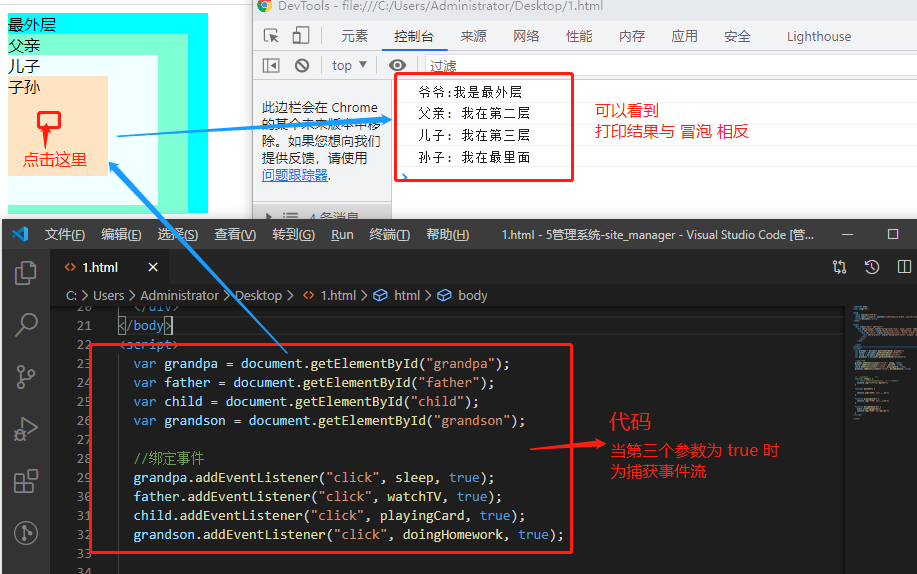 最外层
父亲
儿子
子孙
点击这里
DevTools - file:///C:/Users/Administrator/Desktop/1.html
元素 控制台 来源 网络 性能 内存 应用 安全 Lighthouse
top 过滤
此边栏会在 Chrome
的某个未来版本中移
除。如果您想向我们
提供反馈，请使用
问题跟踪器.
4 条消息
爷爷:我是最外层
父亲: 我在第二层
儿子: 我在第三层
孙子: 我在最里面
可以看到
打印结果与 冒泡 相反
文件(F) 编辑(E) 选择(S) 查看(V) 转到(G) Run 终端(T) 帮助(H) 1.html - 5管理系统-site_manager - Visual Studio Code [管...
1.html
C: > Users > Administrator > Desktop > 1.html > html > body
20 </div>
21 </body>
22 <script>
23 var grandpa = document.getElementById("grandpa");
24 var father = document.getElementById("father");
25 var child = document.getElementById("child");
26 var grandson = document.getElementById("grandson");
27
28 //绑定事件
29 grandpa.addEventListener("click", sleep, true);
30 father.addEventListener("click", watchTV, true);
31 child.addEventListener("click", playingCard, true);
32 grandson.addEventListener("click", doingHomework, true);
33
34
代码
当第三个参数为 true 时
为捕获事件流